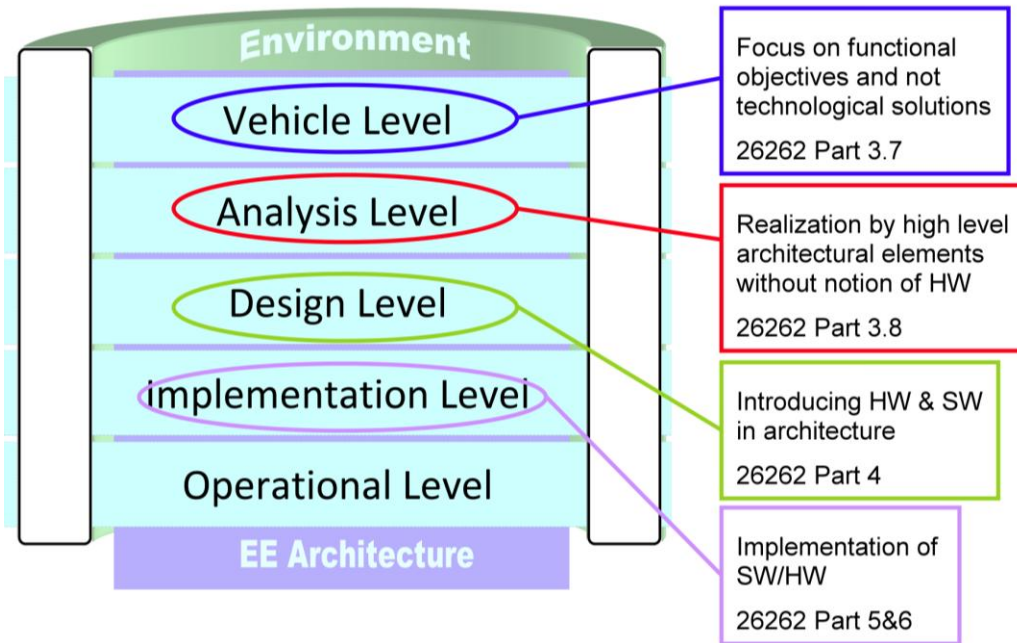 Environment
Vehicle Level
Analysis Level
Design Level
Implementation Level
Operational Level
EE Architecture
Focus on functional
objectives and not
technological solutions
26262 Part 3.7
Realization by high level
architectural elements
without notion of HW
26262 Part 3.8
Introducing HW & SW
in architecture
26262 Part 4
Implementation of
SW/HW
26262 Part 5&6